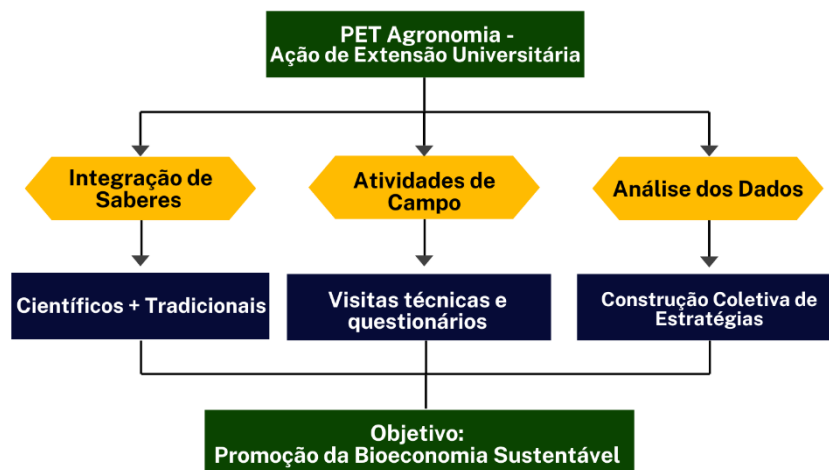 PET Agronomia -
Ação de Extensão Universitária
Integração de
Saberes
Atividades de
Campo
Análise dos Dados
Científicos + Tradicionais
Visitas técnicas e
questionários
Construção Coletiva de
Estratégias
Objetivo:
Promoção da Bioeconomia Sustentável